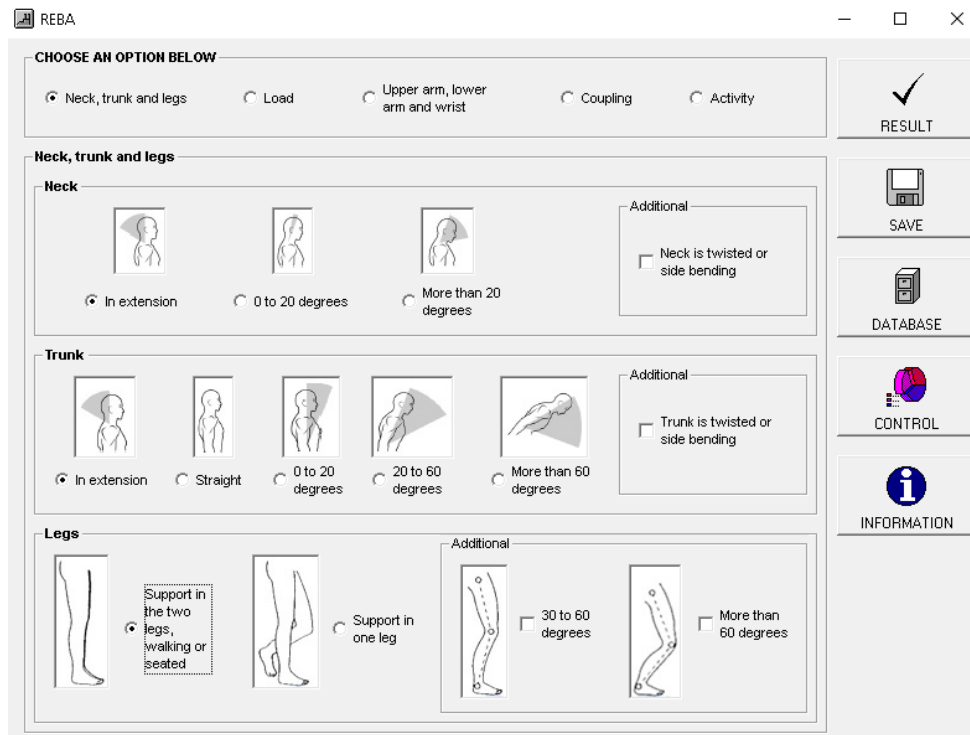 REBA
CHOOSE AN OPTION BELOW
Neck, trunk and legs
Load
Upper arm, lower
arm and wrist
Coupling
Activity
RESULT
SAVE
DATABASE
CONTROL
INFORMATION
Neck, trunk and legs
Neck
In extension
0 to 20 degrees
More than 20
degrees
Additional
Neck is twisted or
side bending
Trunk
In extension
Straight
0 to 20
degrees
20 to 60
degrees
More than 60
degrees
Additional
Trunk is twisted or
side bending
Legs
Support in
the two
legs,
walking or
seated
Support in
one leg
Additional
30 to 60
degrees
More than
60 degrees